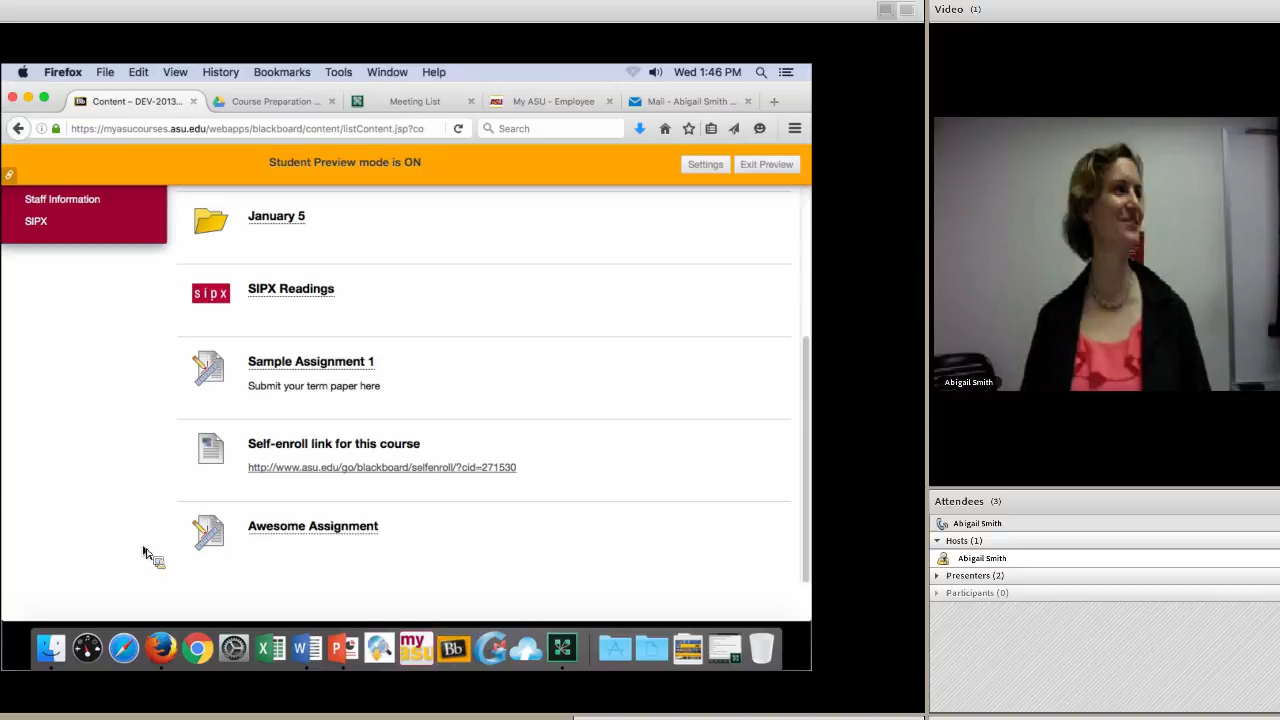 Video (1)
Firefox File Edit View History Bookmarks Tools Window Help Wed 1:46 PM
Content – DEV-2013... Course Preparation ... Meeting List My ASU - Employee Mail - Abigail Smith ...
https://myasucourses.asu.edu/webapps/blackboard/content/listContent.jsp?co Search
Student Preview mode is ON Settings Exit Preview
Staff Information
SIPX
January 5
sipx SIPX Readings
Sample Assignment 1
Submit your term paper here
Self-enroll link for this course
http://www.asu.edu/go/blackboard/selfenroll/?cid=271530
Awesome Assignment
my
asu
Bb
Abigail Smith
Attendees (3)
Abigail Smith
Hosts (1)
Abigail Smith
Presenters (2)
Participants (0)